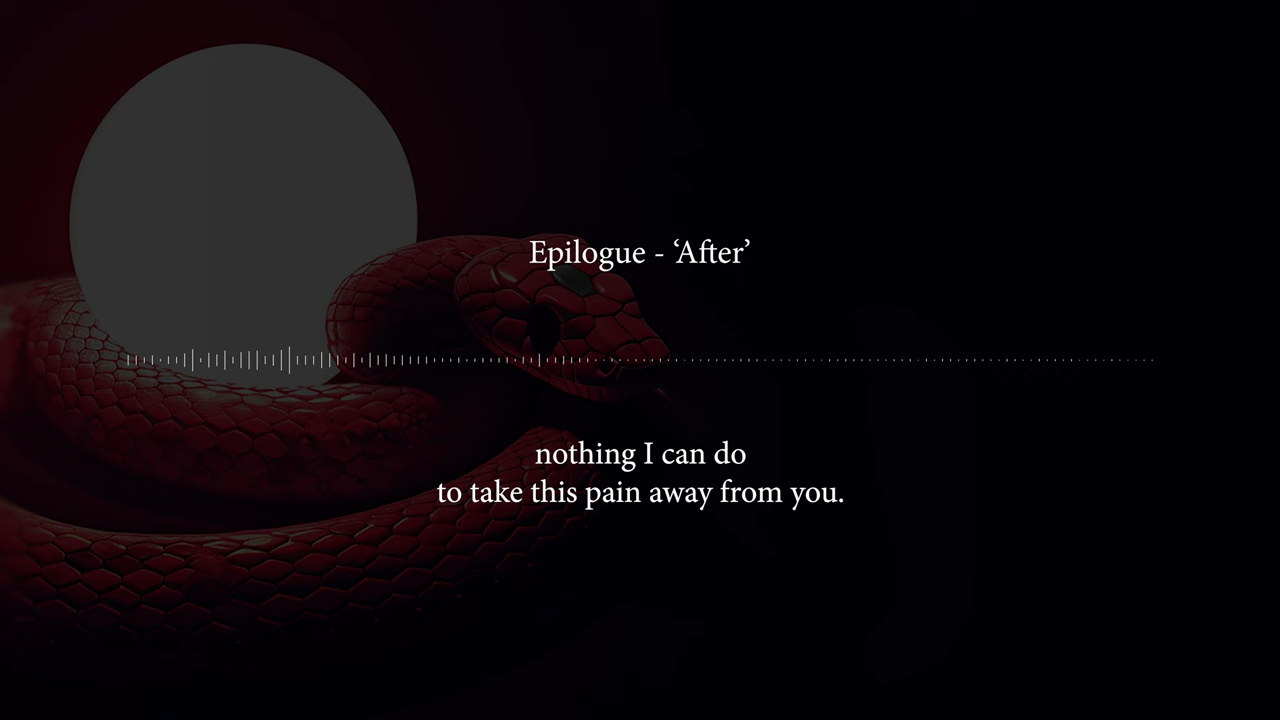 Epilogue - ‘After’
nothing I can do
to take this pain away from you.